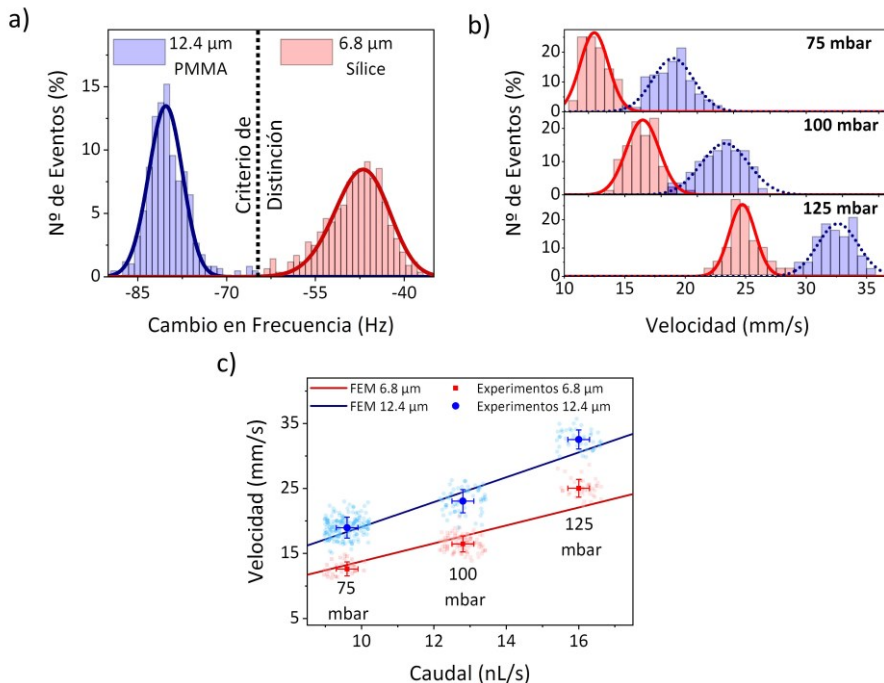 a)
12.4 µm
PMMA
6.8 µm
Sílice
Criterio de
Distinción
Nº de Eventos (%)
15
10
5
0
-85
-70
-55
-40
Cambio en Frecuencia (Hz)
b)
75 mbar
100 mbar
125 mbar
Nº de Eventos (%)
20
10
0
20
10
0
20
10
0
10
15
20
25
30
35
Velocidad (mm/s)
c)
FEM 6.8 µm
Experimentos 6.8 µm
FEM 12.4 µm
Experimentos 12.4 µm
Velocidad (mm/s)
35
25
15
5
75
mbar
100
mbar
125
mbar
10
12
14
16
Caudal (nL/s)